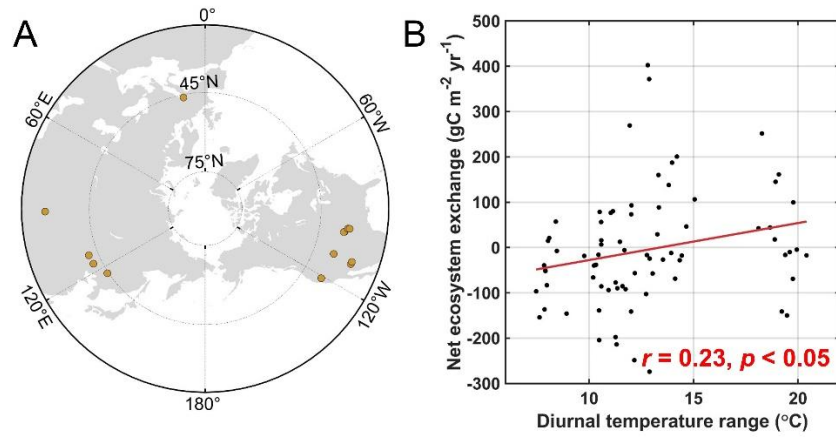 A
0°
45°N
60°E
60°W
75°N
120°E
120°W
180°
B
Net ecosystem exchange (gC m⁻² yr⁻¹)
500
400
300
200
100
0
-100
-200
-300
r = 0.23, p < 0.05
10
15
20
Diurnal temperature range (°C)